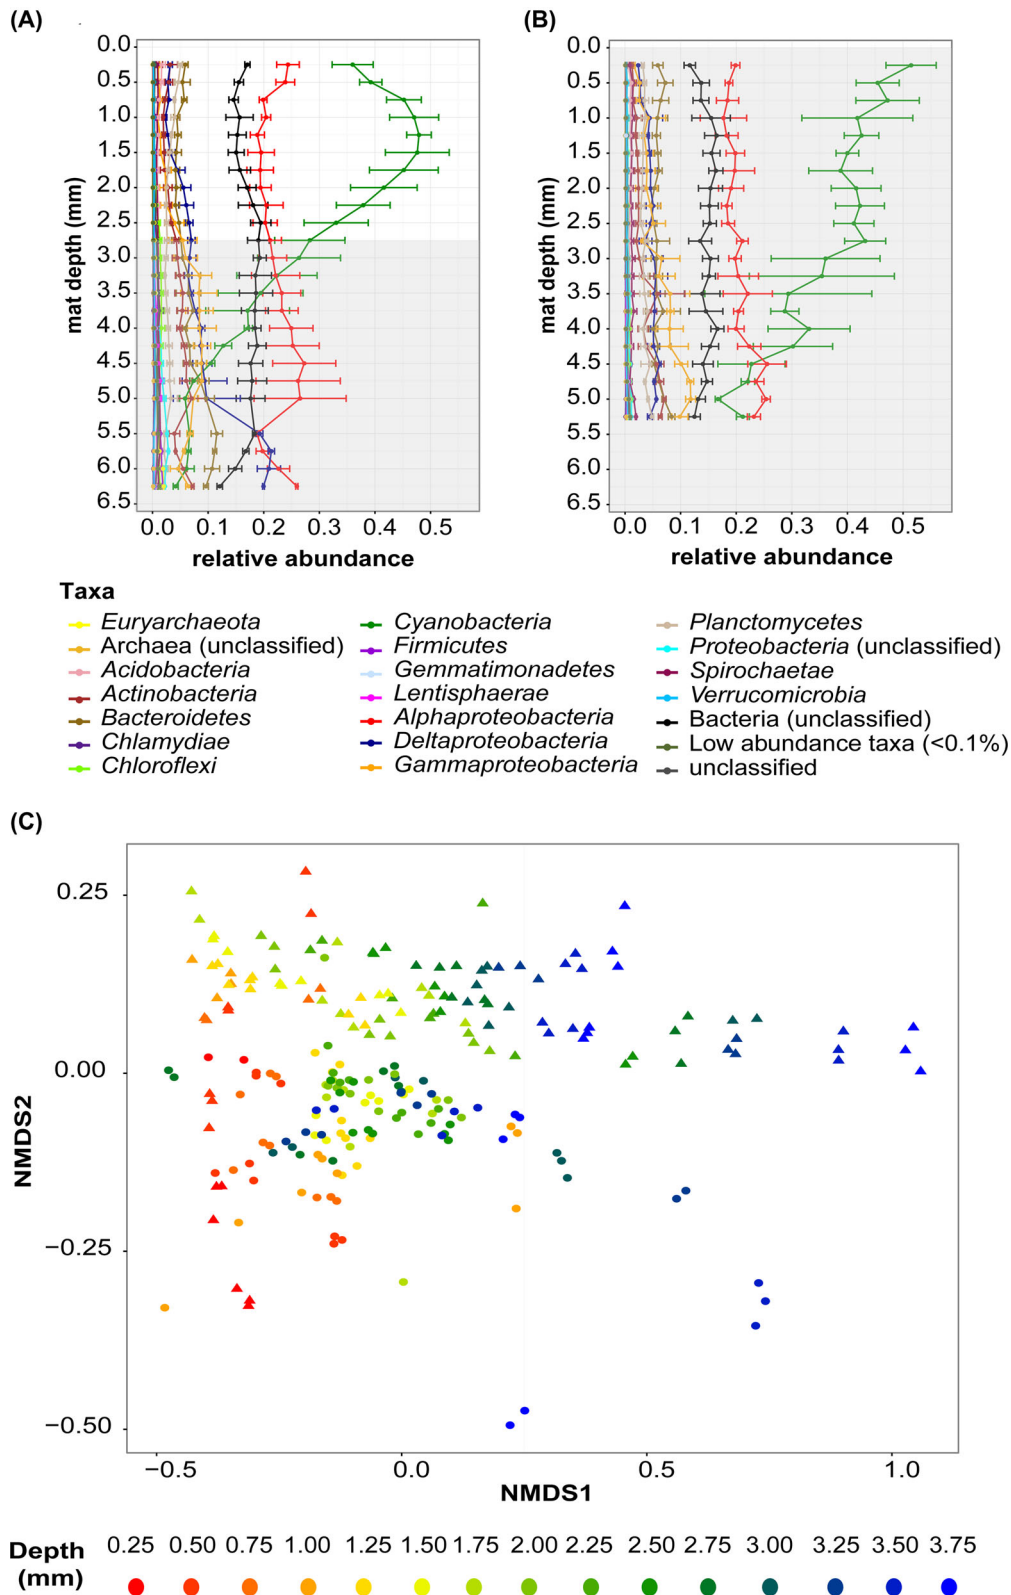 (A)
(B)
0.0
0.5
1.0
1.5
2.0
2.5
3.0
3.5
4.0
4.5
5.0
5.5
6.0
6.5
mat depth (mm)
0.0 0.1 0.2 0.3 0.4 0.5
relative abundance
0.0
0.5
1.0
1.5
2.0
2.5
3.0
3.5
4.0
4.5
5.0
5.5
6.0
6.5
mat depth (mm)
0.0 0.1 0.2 0.3 0.4 0.5
relative abundance
Taxa
Euryarchaeota
Archaea (unclassified)
Acidobacteria
Actinobacteria
Bacteroidetes
Chlamydiae
Chloroflexi
Cyanobacteria
Firmicutes
Gemmatimonadetes
Lentisphaerae
Alphaproteobacteria
Deltaproteobacteria
Gammaproteobacteria
Planctomycetes
Proteobacteria (unclassified)
Spirochaetae
Verrucomicrobia
Bacteria (unclassified)
Low abundance taxa (<0.1%)
unclassified
(C)
0.25
0.00
−0.25
−0.50
NMDS2
−0.5 0.0 0.5 1.0
NMDS1
Depth
(mm)
0.25 0.50 0.75 1.00 1.25 1.50 1.75 2.00 2.25 2.50 2.75 3.00 3.25 3.50 3.75